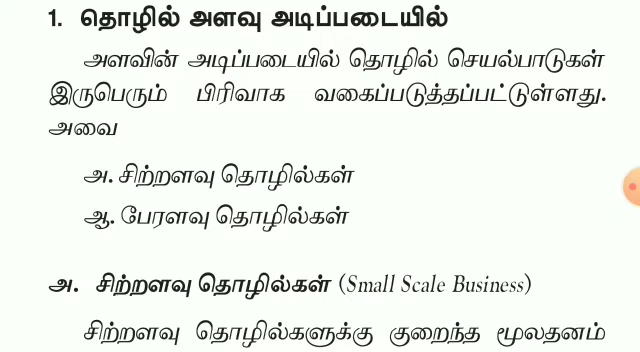 1. தொழில் அளவு அடிப்படையில்
அளவின் அடிப்படையில் தொழில் செயல்பாடுகள்
இருபெரும் பிரிவாக வகைப்படுத்தப்பட்டுள்ளது.
அவை
அ. சிற்றளவு தொழில்கள்
ஆ. பேரளவு தொழில்கள்
அ. சிற்றளவு தொழில்கள் (Small Scale Business)
சிற்றளவு தொழில்களுக்கு குறைந்த மூலதனம்